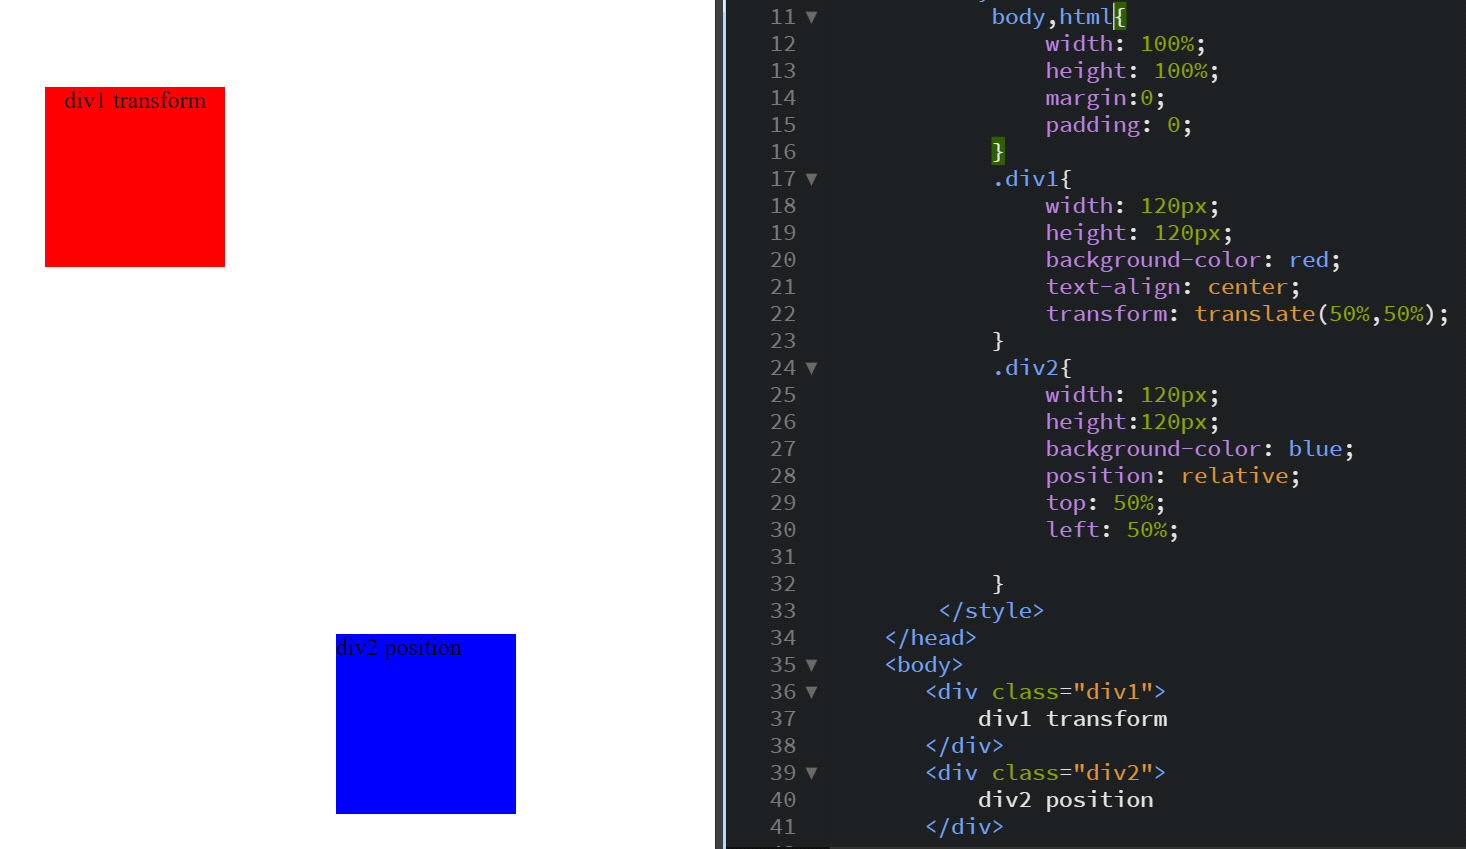 div1 transform
div2 position
11 ▼ body,html{
12 width: 100%;
13 height: 100%;
14 margin:0;
15 padding: 0;
16 }
17 ▼ .div1{
18 width: 120px;
19 height: 120px;
20 background-color: red;
21 text-align: center;
22 transform: translate(50%,50%);
23 }
24 ▼ .div2{
25 width: 120px;
26 height:120px;
27 background-color: blue;
28 position: relative;
29 top: 50%;
30 left: 50%;
31
32 }
33 </style>
34 </head>
35 ▼ <body>
36 ▼ <div class="div1">
37 div1 transform
38 </div>
39 ▼ <div class="div2">
40 div2 position
41 </div>